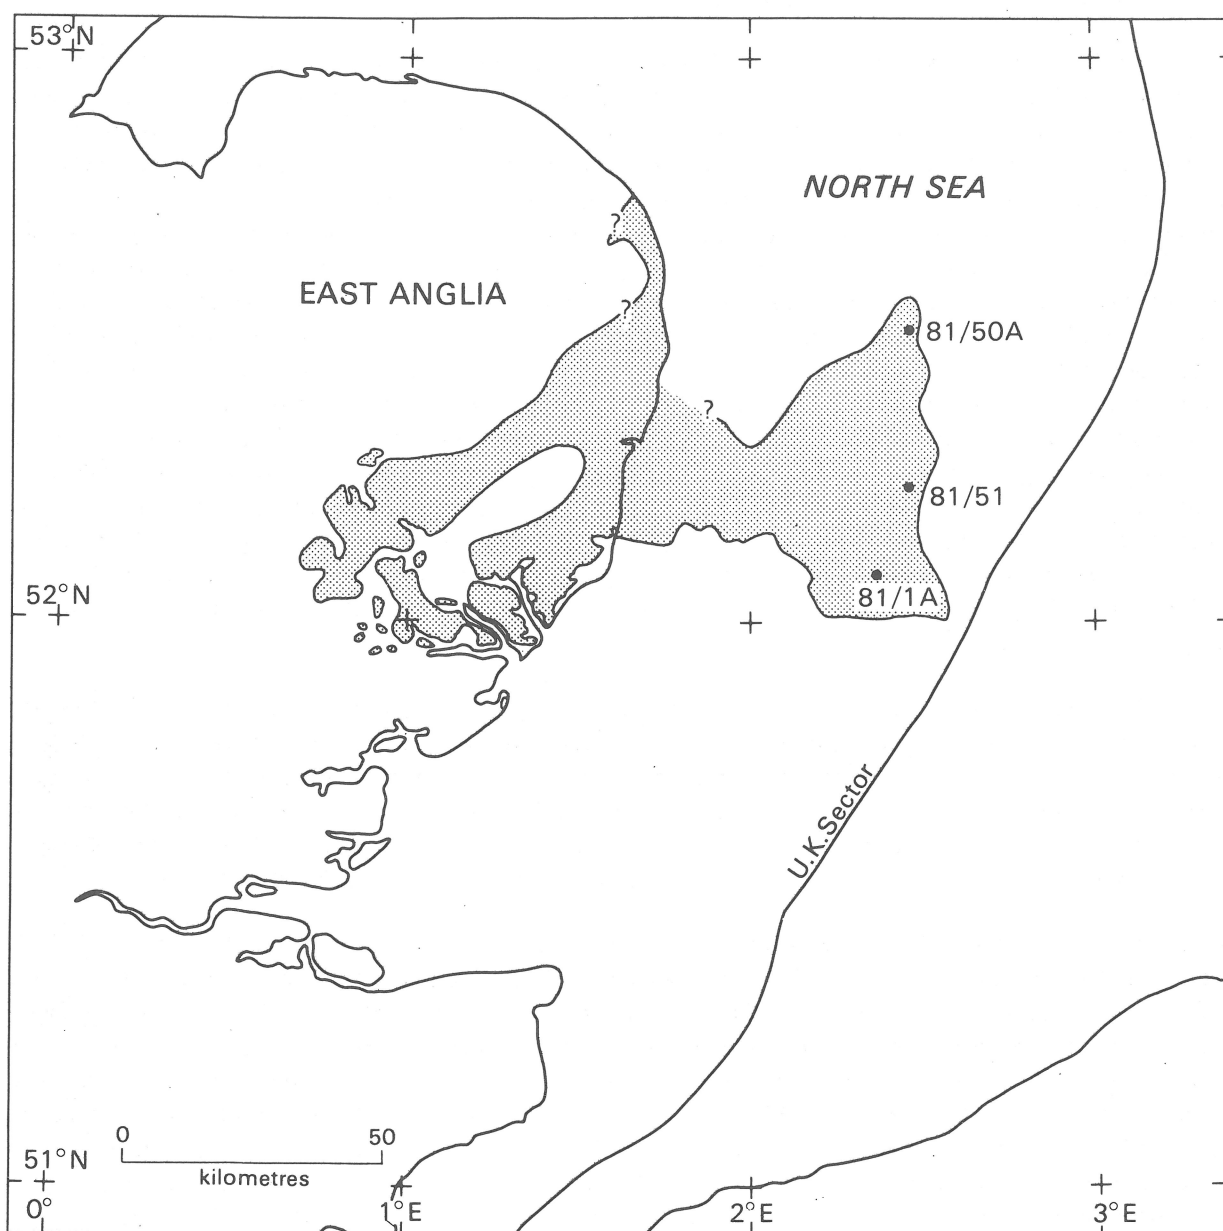 53°N
NORTH SEA
?
EAST ANGLIA
?
81/50A
?
81/51
52°N
81/1A
U.K. Sector
0 50
kilometres
51°N
0°
1°E
2°E
3°E